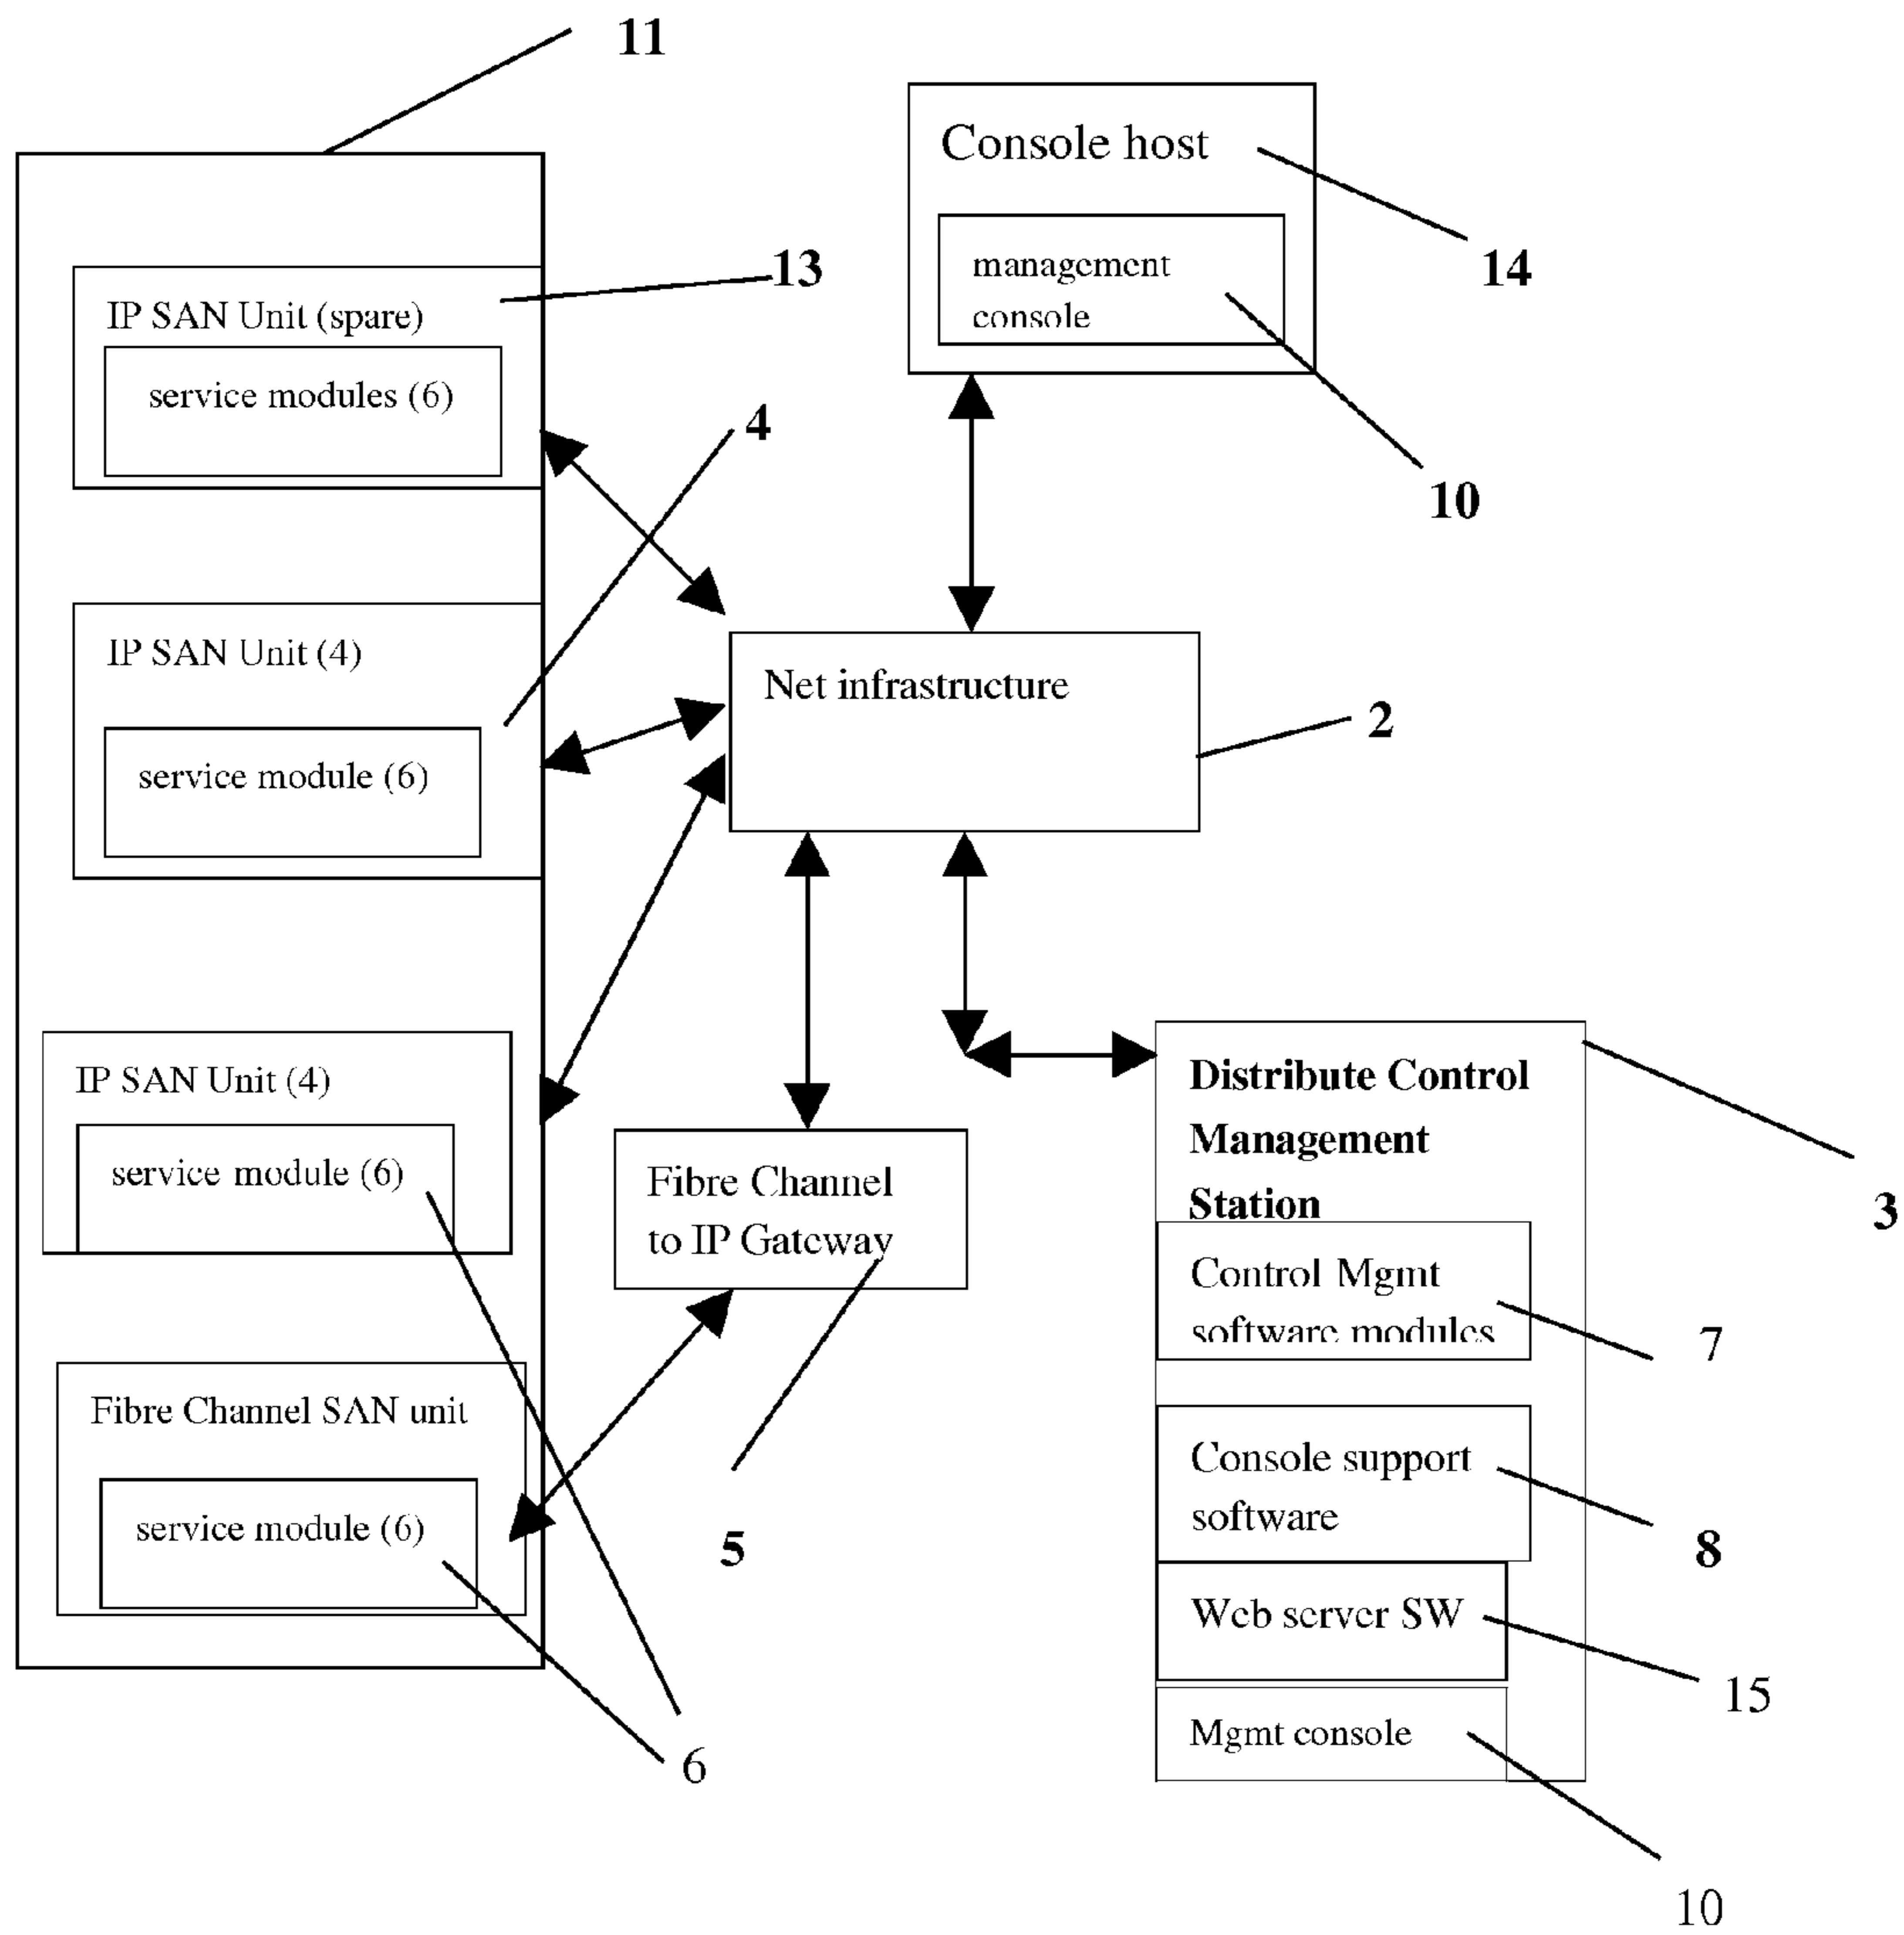 11
Console host
management
console
14
10
13
IP SAN Unit (spare)
service modules (6)
4
IP SAN Unit (4)
service module (6)
Net infrastructure
2
IP SAN Unit (4)
service module (6)
Fibre Channel
to IP Gateway
5
Fibre Channel SAN unit
service module (6)
6
Distribute Control
Management
Station
3
Control Mgmt
software modules
7
Console support
software
8
Web server SW
15
Mgmt console
10